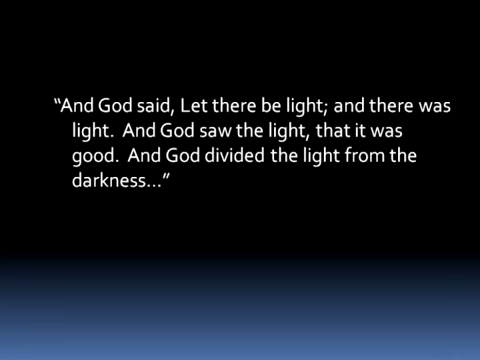 “And God said, Let there be light; and there was
light.  And God saw the light, that it was
good.  And God divided the light from the
darkness…”